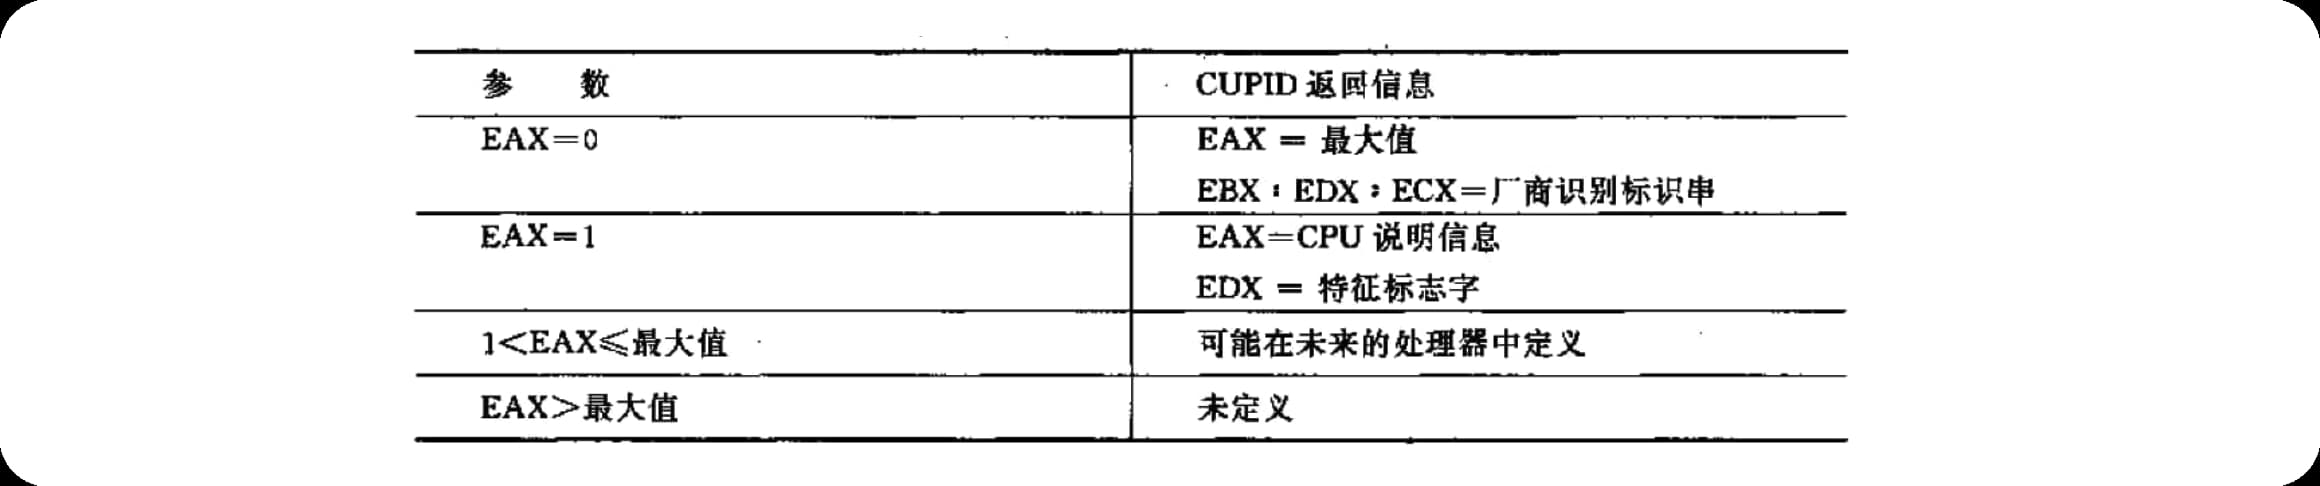 参 数 CUPID 返回信息
EAX=0 EAX = 最大值
EBX:EDX:ECX=厂商识别标识串
EAX=1 EAX=CPU 说明信息
EDX = 特征标志字
1<EAX≤最大值 可能在未来的处理器中定义
EAX>最大值 未定义